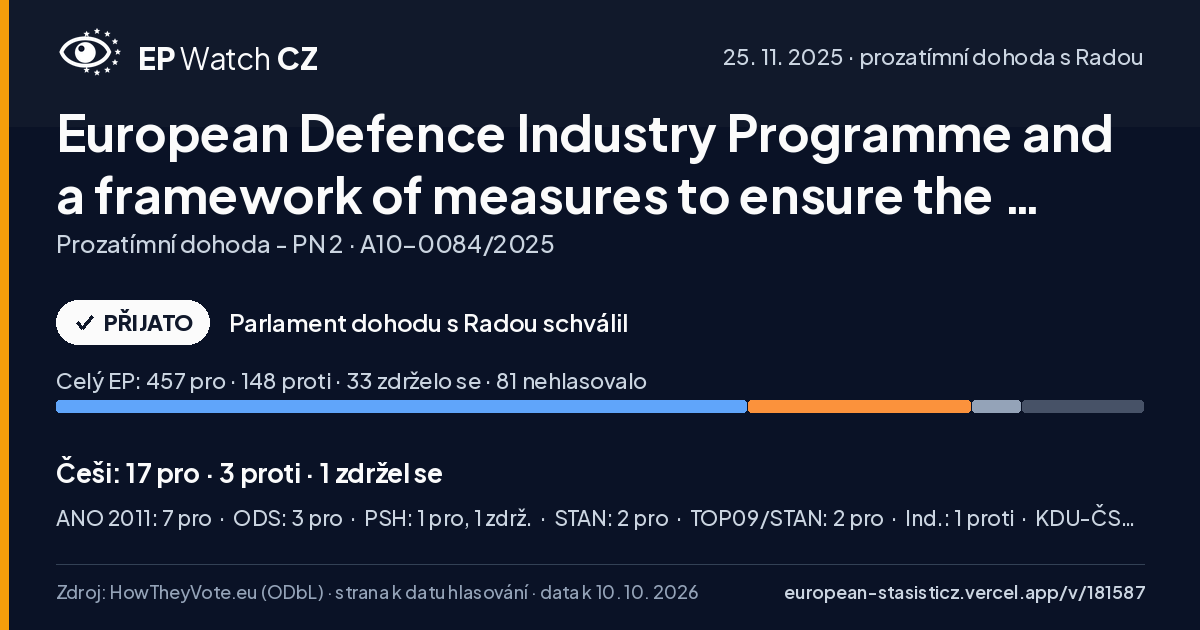 EP Watch CZ
25. 11. 2025 · prozatímní dohoda s Radou
European Defence Industry Programme and
a framework of measures to ensure the …
Prozatímní dohoda – PN 2 · A10–0084/2025
✓ PŘIJATO
Parlament dohodu s Radou schválil
Celý EP: 457 pro · 148 proti · 33 zdrželo se · 81 nehlasovalo
Češi: 17 pro · 3 proti · 1 zdržel se
ANO 2011: 7 pro · ODS: 3 pro · PSH: 1 pro, 1 zdrž. · STAN: 2 pro · TOP09/STAN: 2 pro · Ind.: 1 proti · KDU-ČS…
Zdroj: HowTheyVote.eu (ODbL) · strana k datu hlasování · data k 10. 10. 2026
european-stasisticz.vercel.app/v/181587